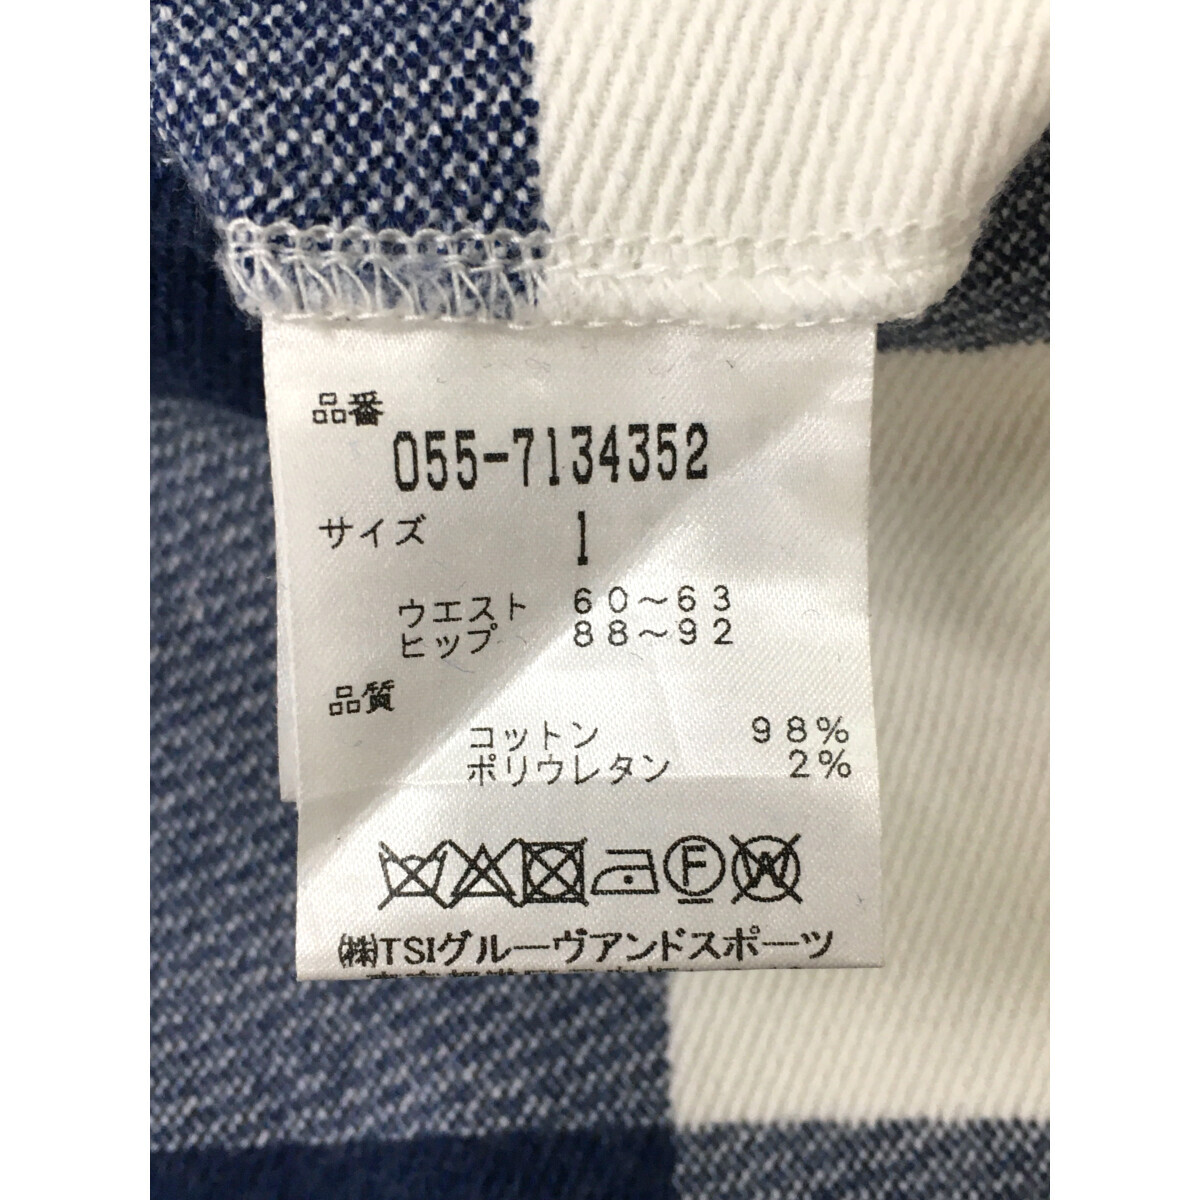 品番
055-7134352
サイズ 1
ウエスト 60～63
ヒップ 88～92
品質
コットン 98%
ポリウレタン 2%
F W
㈱TSIグルーヴアンドスポーツ